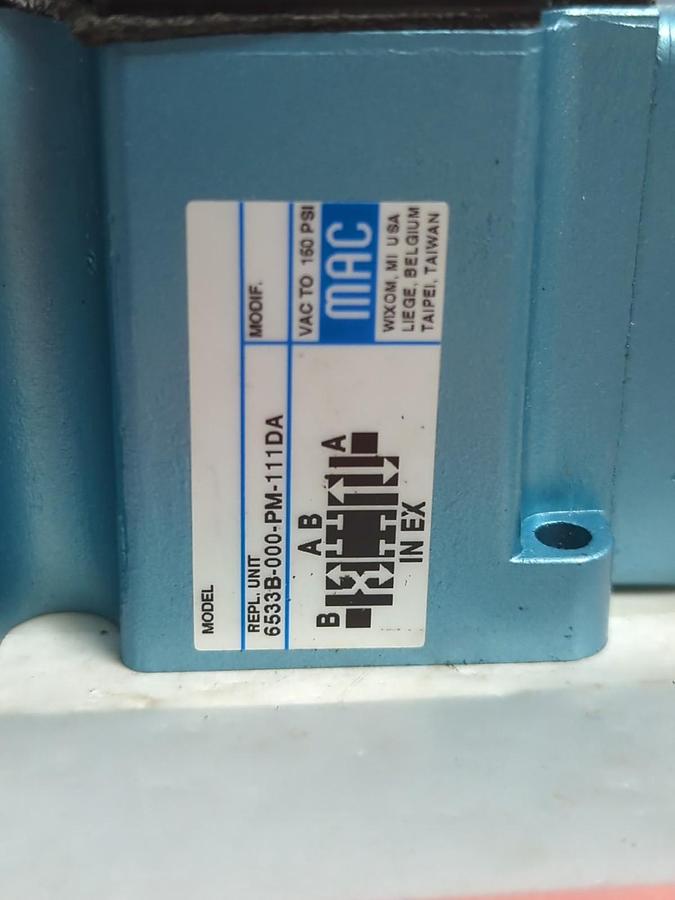 MODEL
REPL. UNIT
6533B-000-PM-111DA
MODIF.
VAC TO 150 PSI
MAC
WIXOM, MI USA
LIEGE, BELGIUM
TAIPEI, TAIWAN
A B
B
A
IN EX